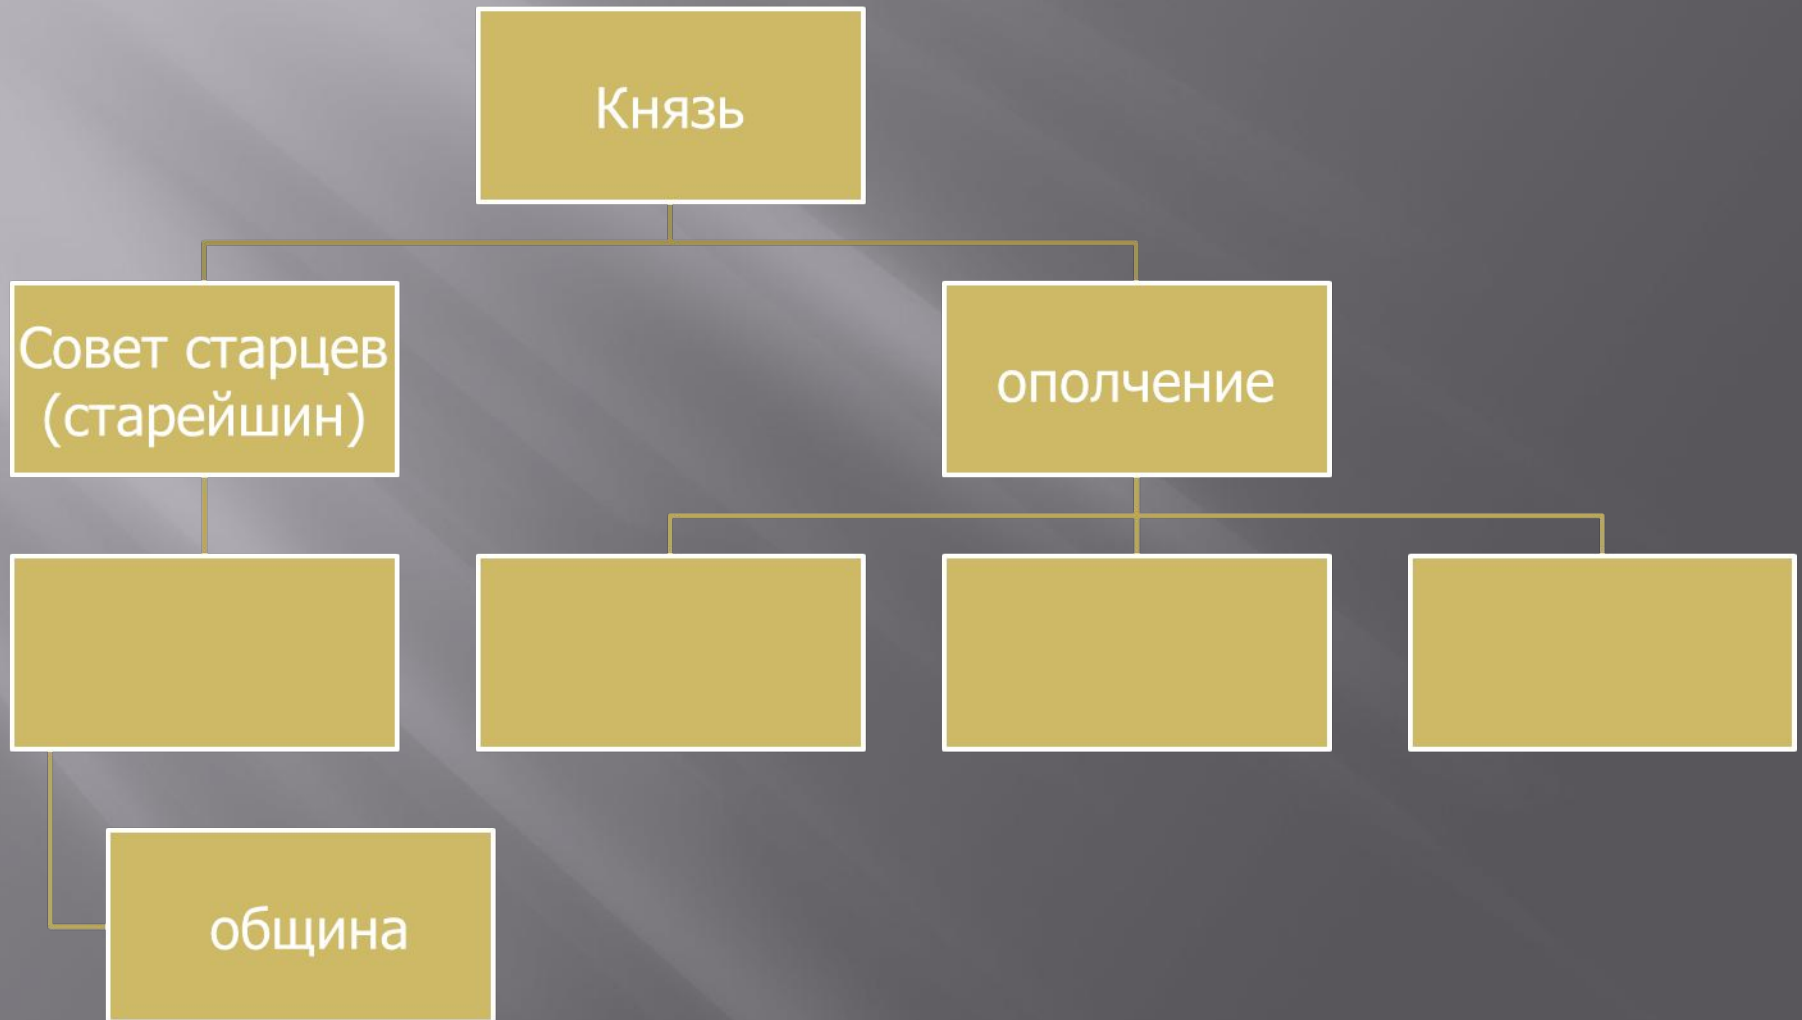 Князь
Совет старцев
(старейшин)
ополчение
община